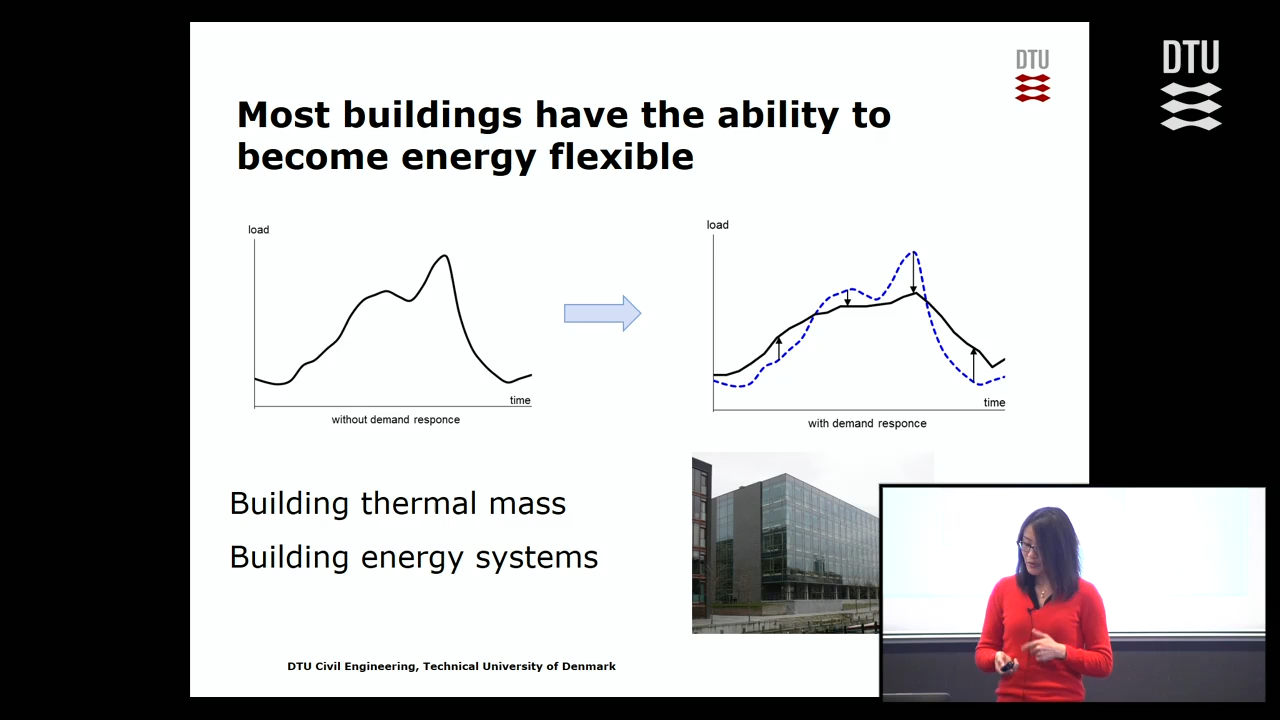 DTU
DTU
Most buildings have the ability to
become energy flexible
load
time
without demand responce
load
time
with demand responce
Building thermal mass
Building energy systems
DTU Civil Engineering, Technical University of Denmark